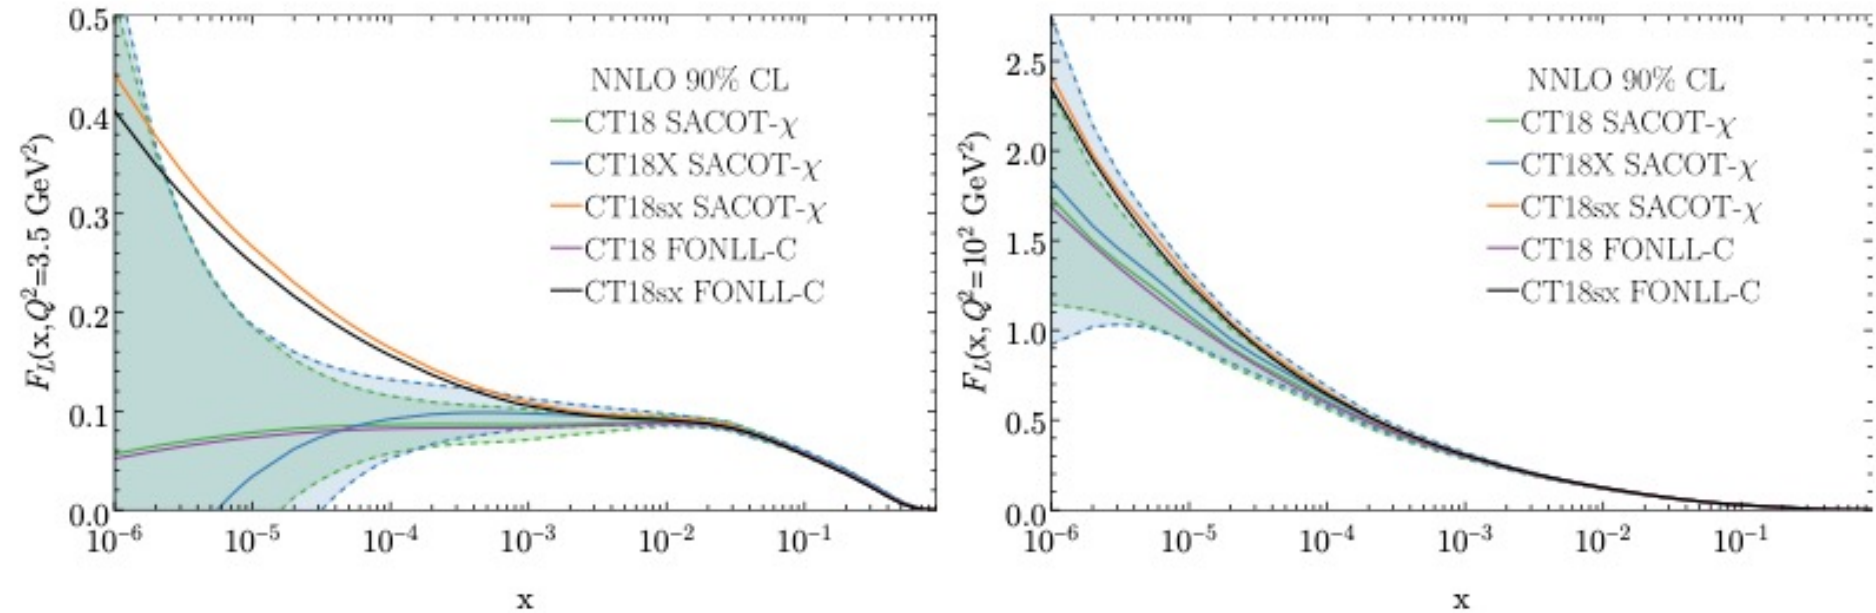 0.5
0.4
0.3
0.2
0.1
0.0
F_L(x,Q²=3.5 GeV²)
NNLO 90% CL
CT18 SACOT-χ
CT18X SACOT-χ
CT18sx SACOT-χ
CT18 FONLL-C
CT18sx FONLL-C
10⁻⁶ 10⁻⁵ 10⁻⁴ 10⁻³ 10⁻² 10⁻¹
x
2.5
2.0
1.5
1.0
0.5
0.0
F_L(x,Q²=10² GeV²)
NNLO 90% CL
CT18 SACOT-χ
CT18X SACOT-χ
CT18sx SACOT-χ
CT18 FONLL-C
CT18sx FONLL-C
10⁻⁶ 10⁻⁵ 10⁻⁴ 10⁻³ 10⁻² 10⁻¹
x